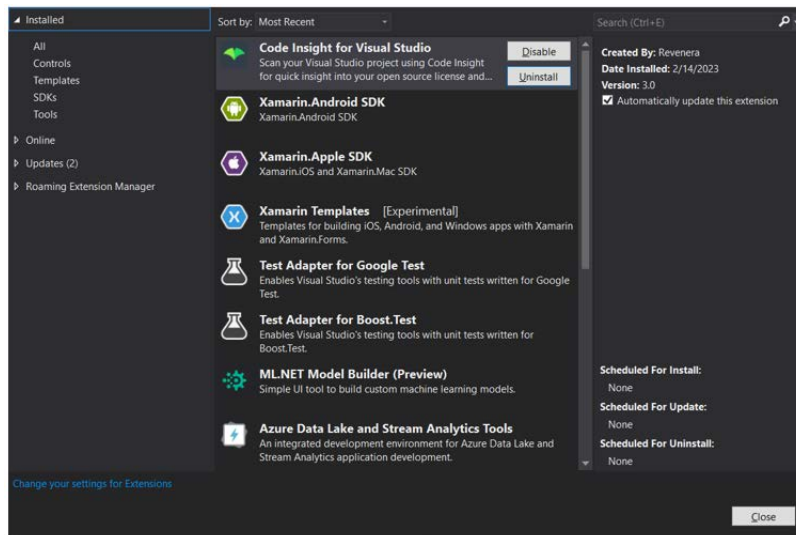 Installed
All
Controls
Templates
SDKs
Tools
Online
Updates (2)
Roaming Extension Manager
Change your settings for Extensions
Sort by: Most Recent
Code Insight for Visual Studio
Scan your Visual Studio project using Code Insight
for quick insight into your open source license and...
Disable
Uninstall
Xamarin.Android SDK
Xamarin.Android SDK
Xamarin.Apple SDK
Xamarin.iOS and Xamarin.Mac SDK
Xamarin Templates [Experimental]
Templates for building iOS, Android, and Windows apps with Xamarin
and Xamarin.Forms.
Test Adapter for Google Test
Enables Visual Studio's testing tools with unit tests written for Google
Test.
Test Adapter for Boost.Test
Enables Visual Studio's testing tools with unit tests written for
Boost.Test.
ML.NET Model Builder (Preview)
Simple UI tool to build custom machine learning models.
Azure Data Lake and Stream Analytics Tools
An integrated development environment for Azure Data Lake and
Stream Analytics application development.
Search (Ctrl+E)
Created By: Revenera
Date Installed: 2/14/2023
Version: 3.0
Automatically update this extension
Scheduled For Install:
None
Scheduled For Update:
None
Scheduled For Uninstall:
None
Close